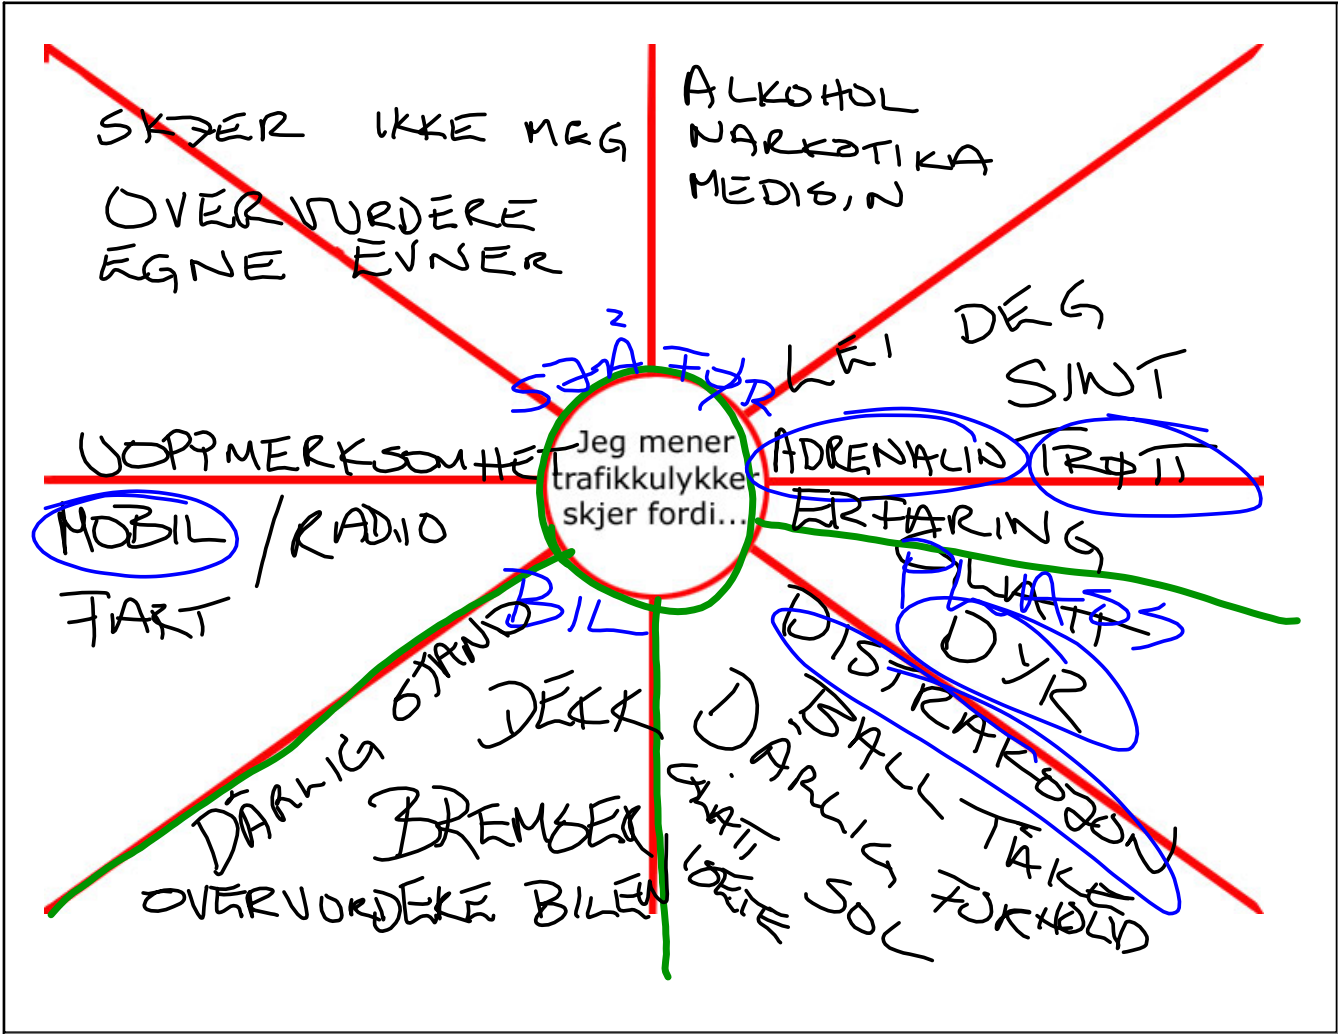 SKJER IKKE MEG
OVERVURDERE
EGNE EVNER
ALKOHOL
NARKOTIKA
MEDISIN
2
SJÅFØR
LEI DEG
SINT
ADRENALIN TRØTT
ERFARING
UOPPMERKSOMHET
MOBIL / RADIO
FART
Jeg mener
trafikkulykker
skjer fordi...
BIL
DÅRLIG STAND
DEKK
BREMSER
OVERVURDERE BILEN
DYR
DISTRAKSJON
BALL TÅKE
DÅRLIG FØRHOLD
GLATT,
SOL